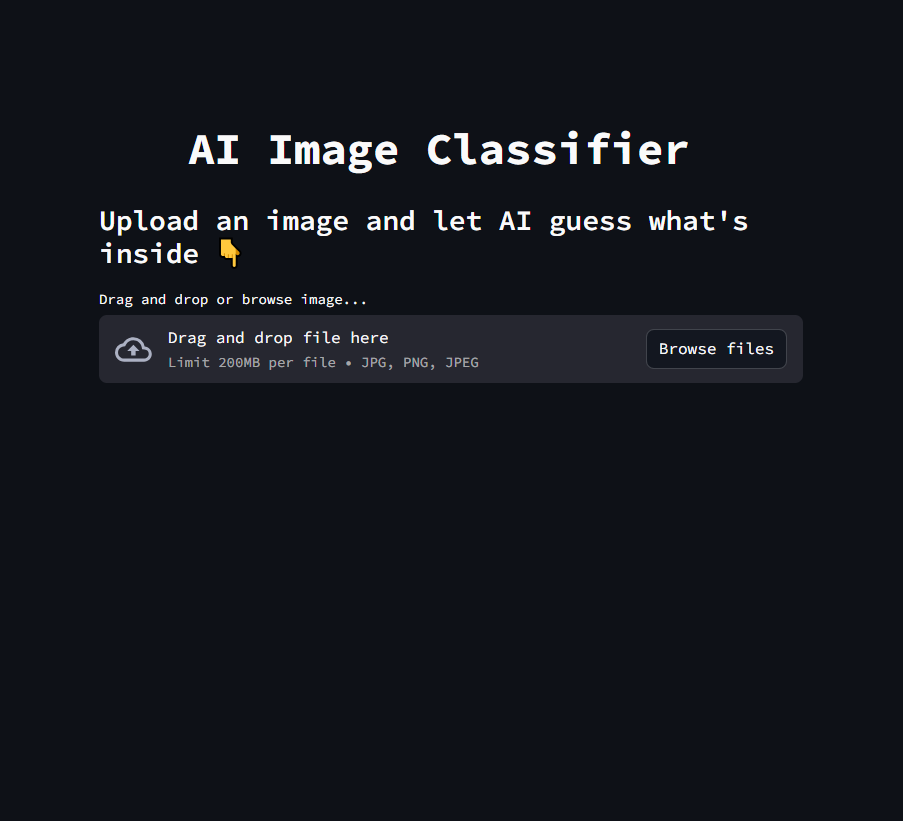 AI Image Classifier
Upload an image and let AI guess what's
inside 👇
Drag and drop or browse image...
Drag and drop file here
Limit 200MB per file • JPG, PNG, JPEG
Browse files